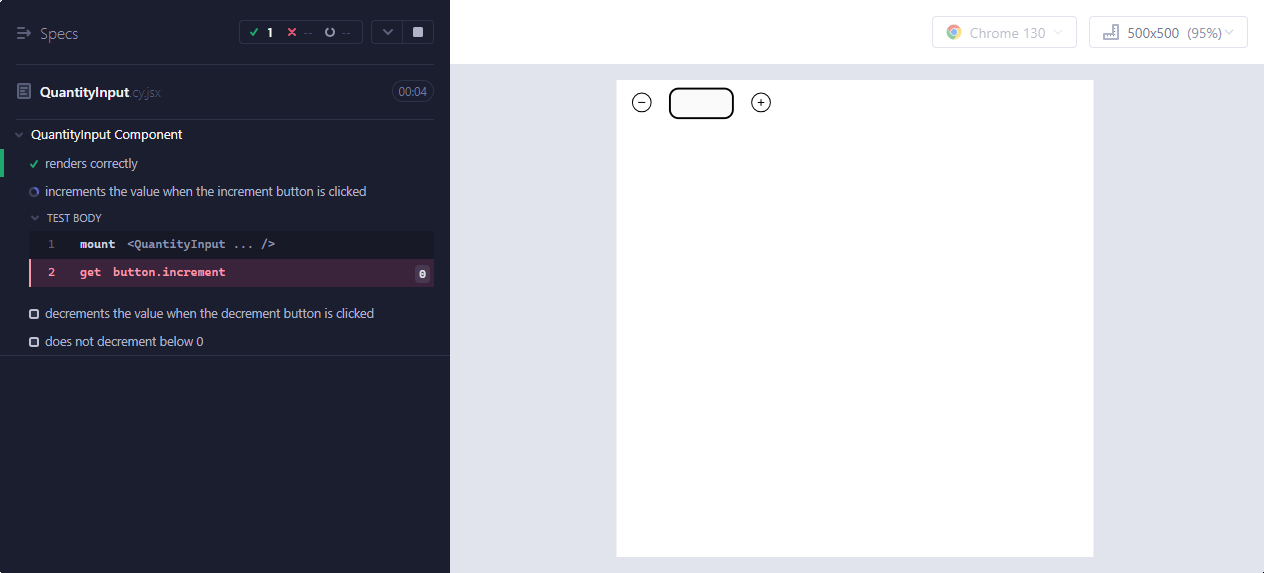 Specs
1
--
--
QuantityInput.cy.jsx
00:04
QuantityInput Component
renders correctly
increments the value when the increment button is clicked
TEST BODY
1 mount <QuantityInput ... />
2 get button.increment 0
decrements the value when the decrement button is clicked
does not decrement below 0
Chrome 130
500x500 (95%)